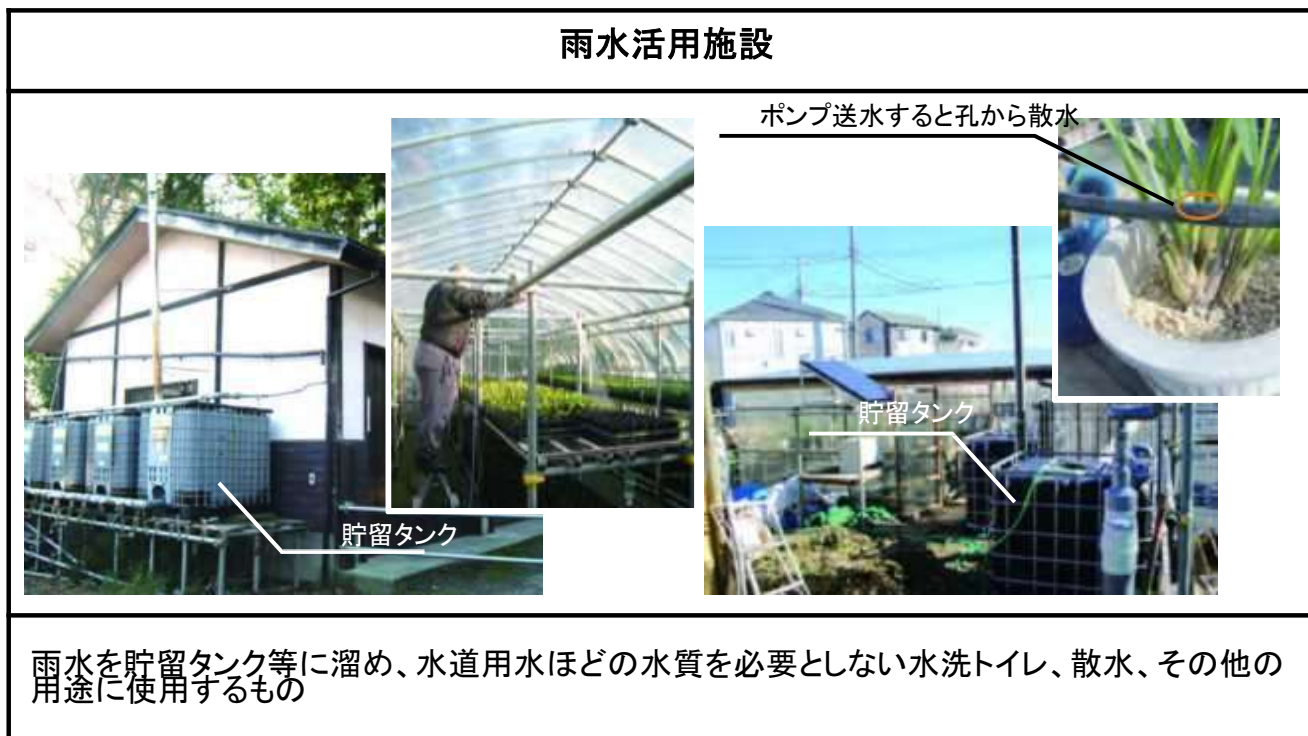 雨水活用施設
ポンプ送水すると孔から散水
貯留タンク
貯留タンク
雨水を貯留タンク等に溜め、水道用水ほどの水質を必要としない水洗トイレ、散水、その他の
用途に使用するもの